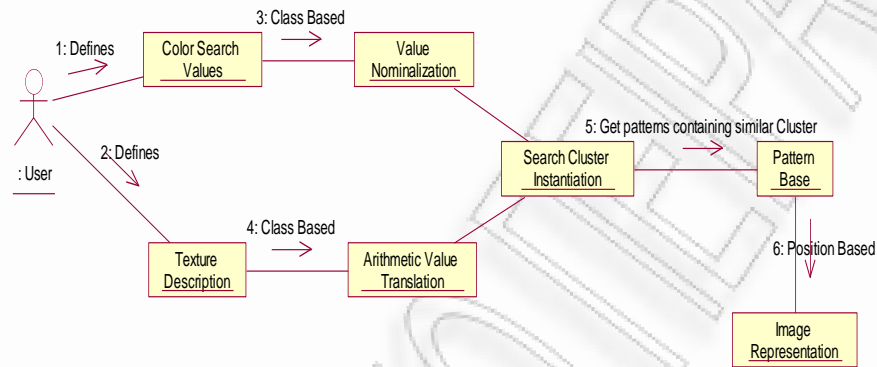 3: Class Based
1: Defines
Color Search
Values
Value
Nominalization
5: Get patterns containing similar Cluster
2: Defines
: User
Search Cluster
Instantiation
Pattern
Base
4: Class Based
Texture
Description
Arithmetic Value
Translation
6: Position Based
Image
Representation